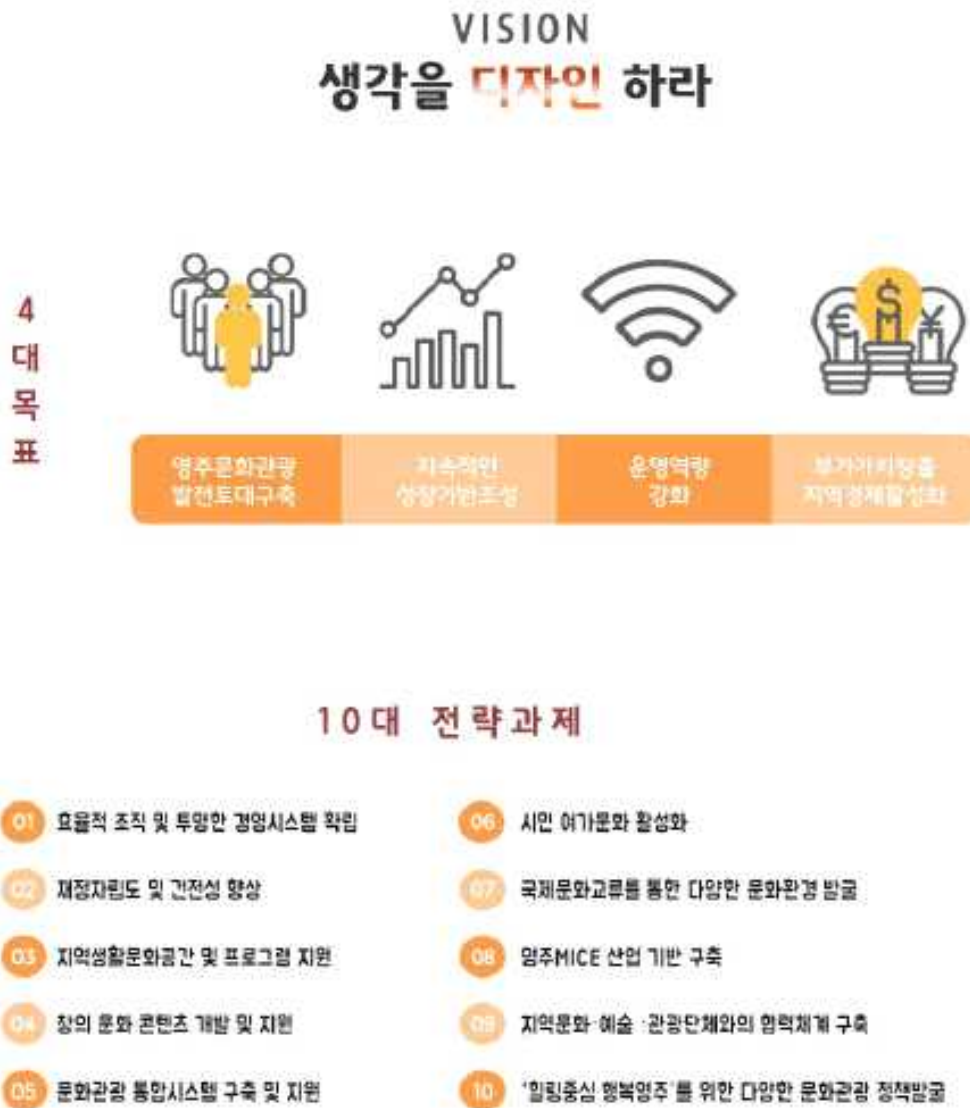 VISION
생각을 디자인 하라
4
대
목
표
영주문화관광
발전토대구축
지속적인
성장기반조성
운영역량
강화
부가가치창출
지역경제활성화
10대 전략과제
01 효율적 조직 및 투명한 경영시스템 확립
02 재정자립도 및 건전성 향상
03 지역생활문화공간 및 프로그램 지원
04 창의 문화 콘텐츠 개발 및 지원
05 문화관광 통합시스템 구축 및 지원
06 시민 여가문화 활성화
07 국제문화교류를 통한 다양한 문화환경 발굴
08 영주MICE 산업 기반 구축
09 지역문화·예술·관광단체와의 협력체계 구축
10 '힐링중심 행복영주'를 위한 다양한 문화관광 정책발굴